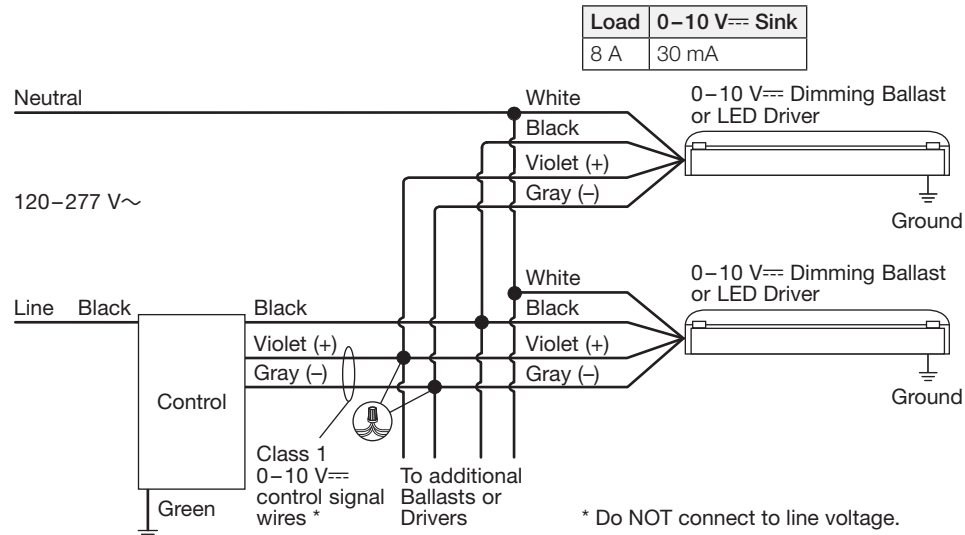 Load 0–10 V⎓ Sink
8 A 30 mA
Neutral
White
0–10 V⎓ Dimming Ballast
or LED Driver
Black
Violet (+)
Gray (–)
120–277 V~
Ground
White
0–10 V⎓ Dimming Ballast
or LED Driver
Line Black
Black
Black
Violet (+)
Violet (+)
Gray (–)
Gray (–)
Ground
Control
Class 1
0–10 V⎓
control signal
wires *
To additional
Ballasts or
Drivers
Green
* Do NOT connect to line voltage.